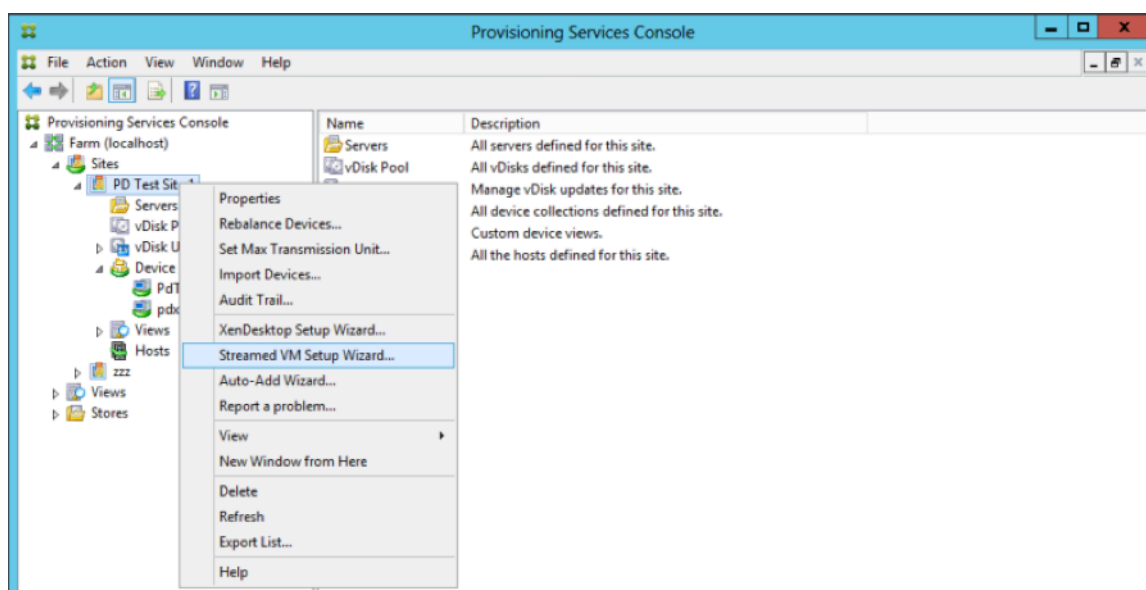 Provisioning Services Console
File Action View Window Help
Provisioning Services Console
Farm (localhost)
Sites
PD Test Site
Servers
vDisk P
vDisk U
Device
PdT
pdx
Views
Hosts
zzz
Views
Stores
Name Description
Servers All servers defined for this site.
vDisk Pool All vDisks defined for this site.
Manage vDisk updates for this site.
All device collections defined for this site.
Custom device views.
All the hosts defined for this site.
Properties
Rebalance Devices...
Set Max Transmission Unit...
Import Devices...
Audit Trail...
XenDesktop Setup Wizard...
Streamed VM Setup Wizard...
Auto-Add Wizard...
Report a problem...
View
New Window from Here
Delete
Refresh
Export List...
Help